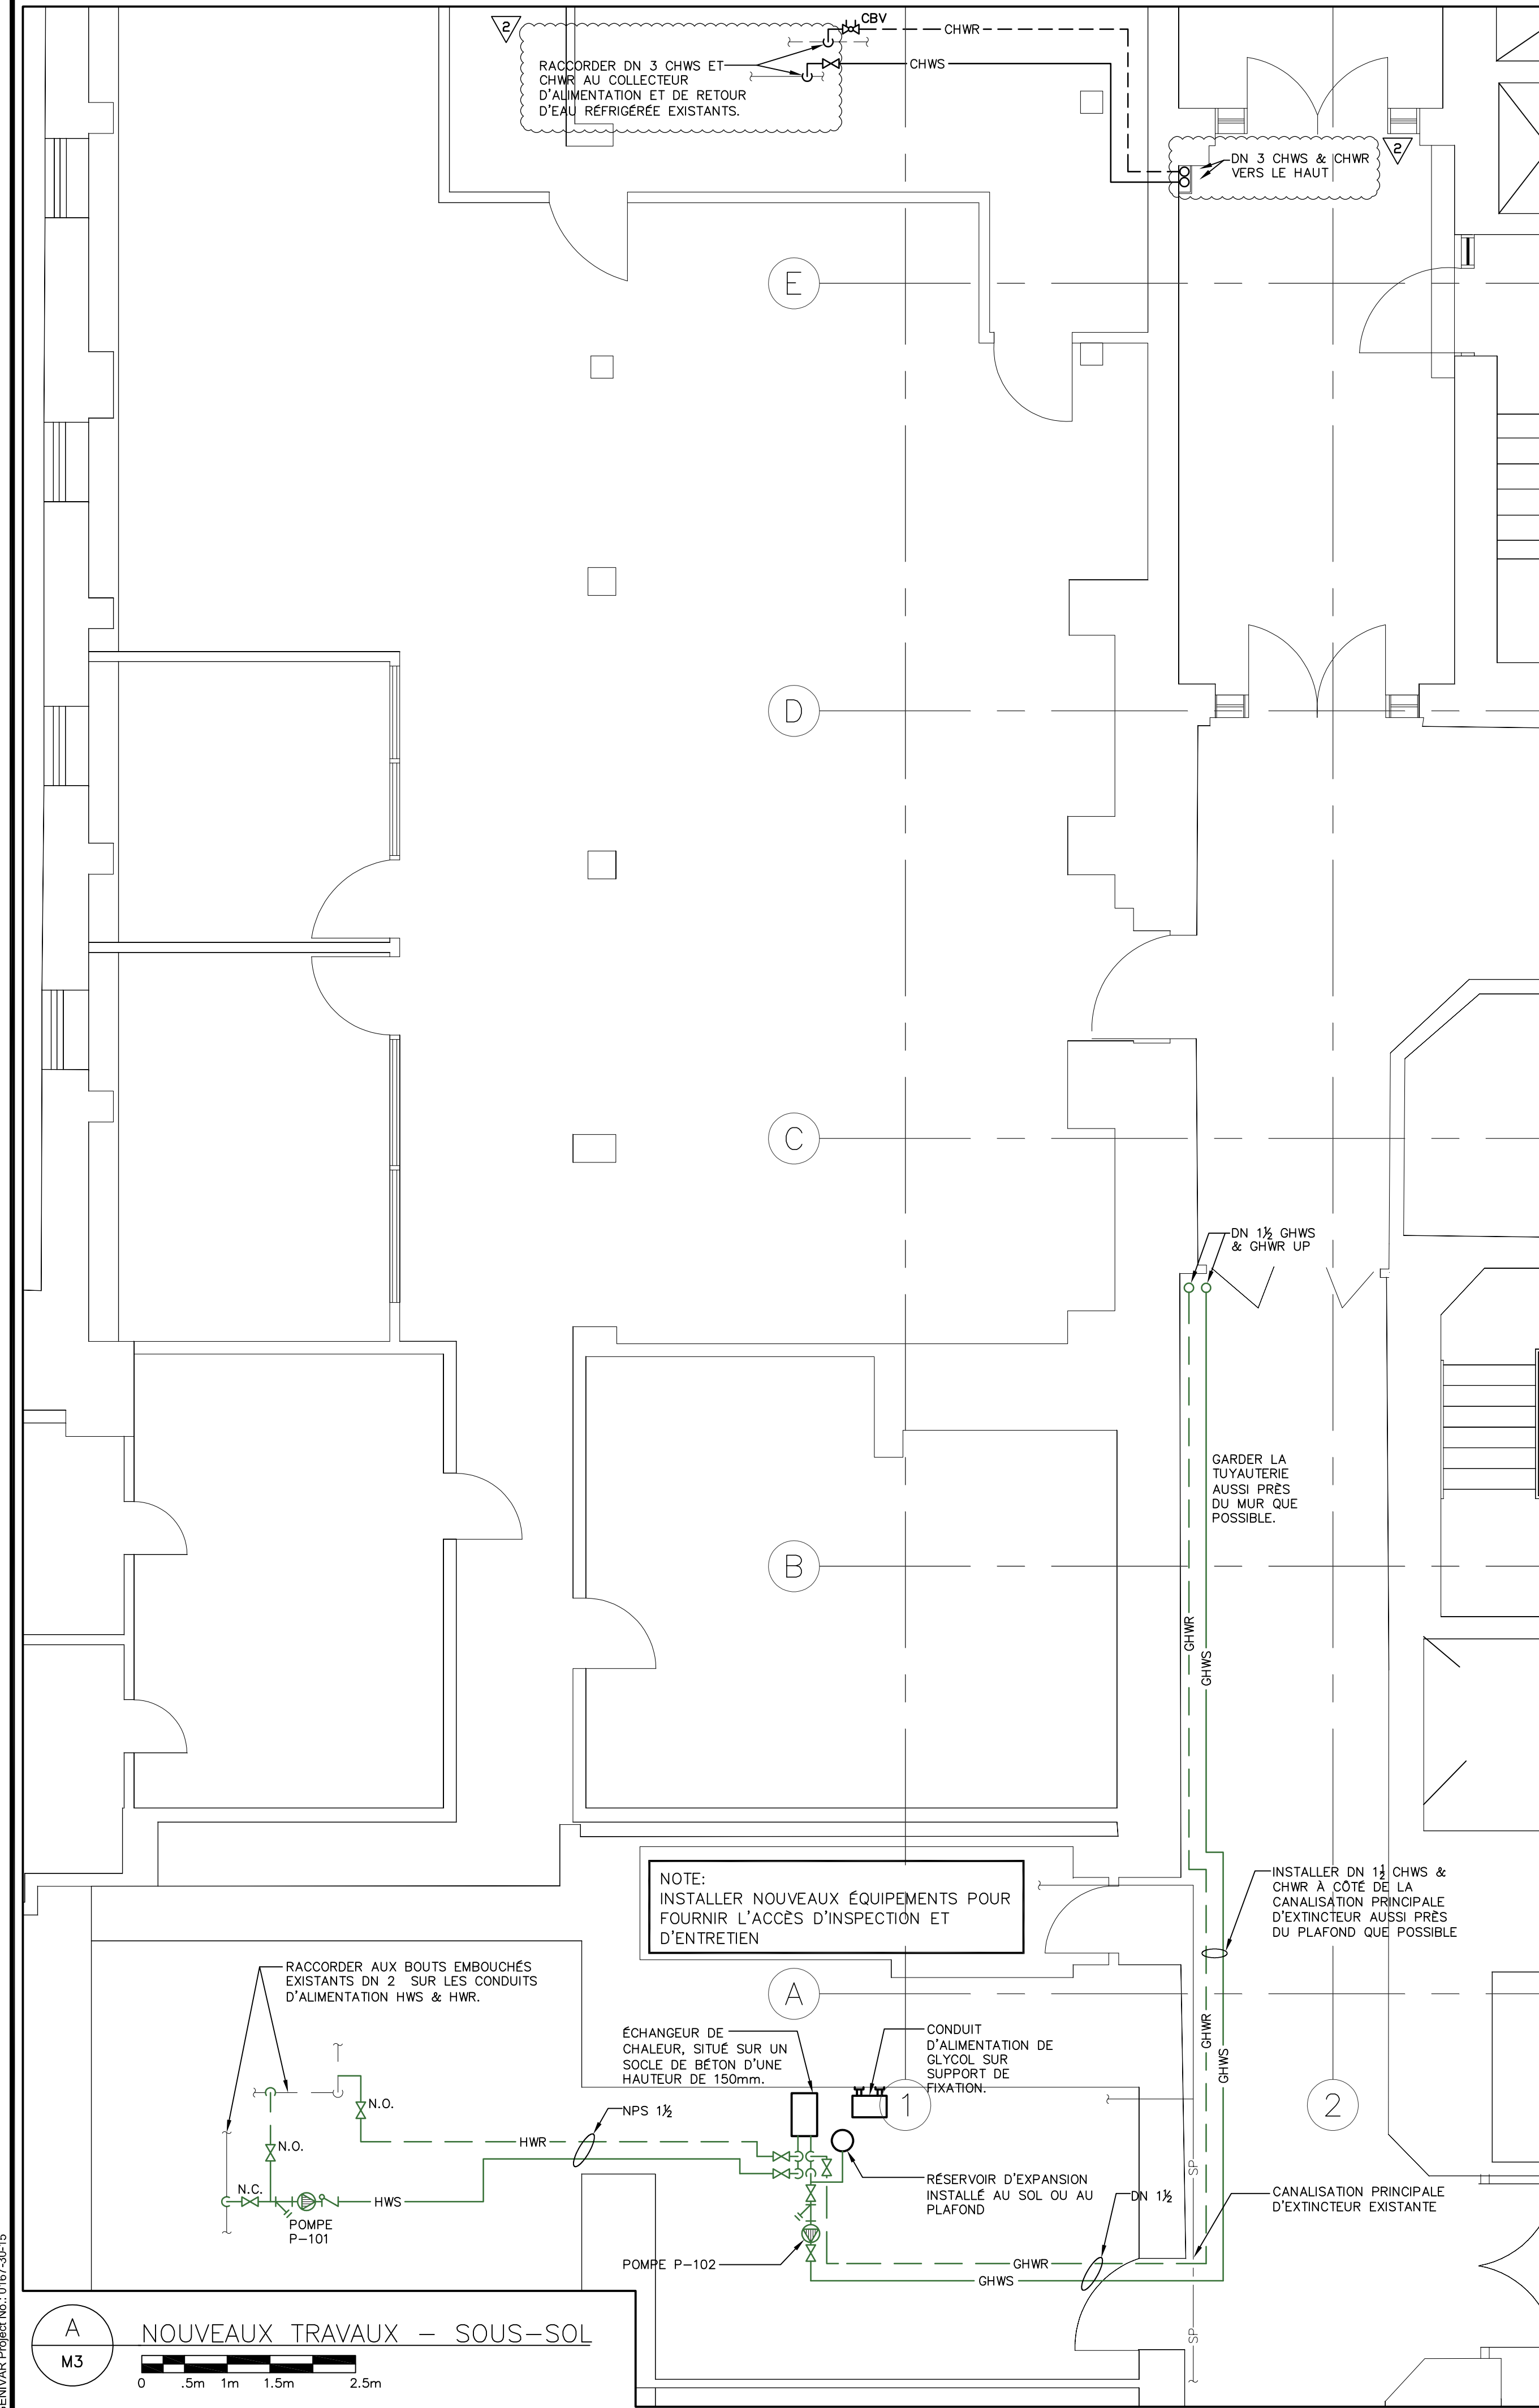 2
CBV
CHWR
RACCORDER DN 3 CHWS ET
CHWR AU COLLECTEUR
D'ALIMENTATION ET DE RETOUR
D'EAU RÉFRIGÉRÉE EXISTANTS.
CHWS
DN 3 CHWS & CHWR
VERS LE HAUT
2
E
D
C
DN 1½ GHWS
& GHWR UP
GARDER LA
TUYAUTERIE
AUSSI PRÈS
DU MUR QUE
POSSIBLE.
B
GHWR
GHWS
NOTE:
INSTALLER NOUVEAUX ÉQUIPEMENTS POUR
FOURNIR L'ACCÈS D'INSPECTION ET
D'ENTRETIEN
INSTALLER DN 1½ CHWS &
CHWR À CÔTÉ DE LA
CANALISATION PRINCIPALE
D'EXTINCTEUR AUSSI PRÈS
DU PLAFOND QUE POSSIBLE
RACCORDER AUX BOUTS EMBOUCHÉS
EXISTANTS DN 2 SUR LES CONDUITS
D'ALIMENTATION HWS & HWR.
A
ÉCHANGEUR DE
CHALEUR, SITUÉ SUR UN
SOCLE DE BÉTON D'UNE
HAUTEUR DE 150mm.
CONDUIT
D'ALIMENTATION DE
GLYCOL SUR
SUPPORT DE
FIXATION.
GHWR
GHWS
1
2
N.O.
NPS 1½
HWR
N.O.
N.C.
HWS
POMPE
P-101
RÉSERVOIR D'EXPANSION
INSTALLÉ AU SOL OU AU
PLAFOND
DN 1½
SP
CANALISATION PRINCIPALE
D'EXTINCTEUR EXISTANTE
POMPE P-102
GHWR
GHWS
SP
A
M3
NOUVEAUX TRAVAUX - SOUS-SOL
0 .5m 1m 1.5m 2.5m
GENIVAR Project No.: 0167-30-15